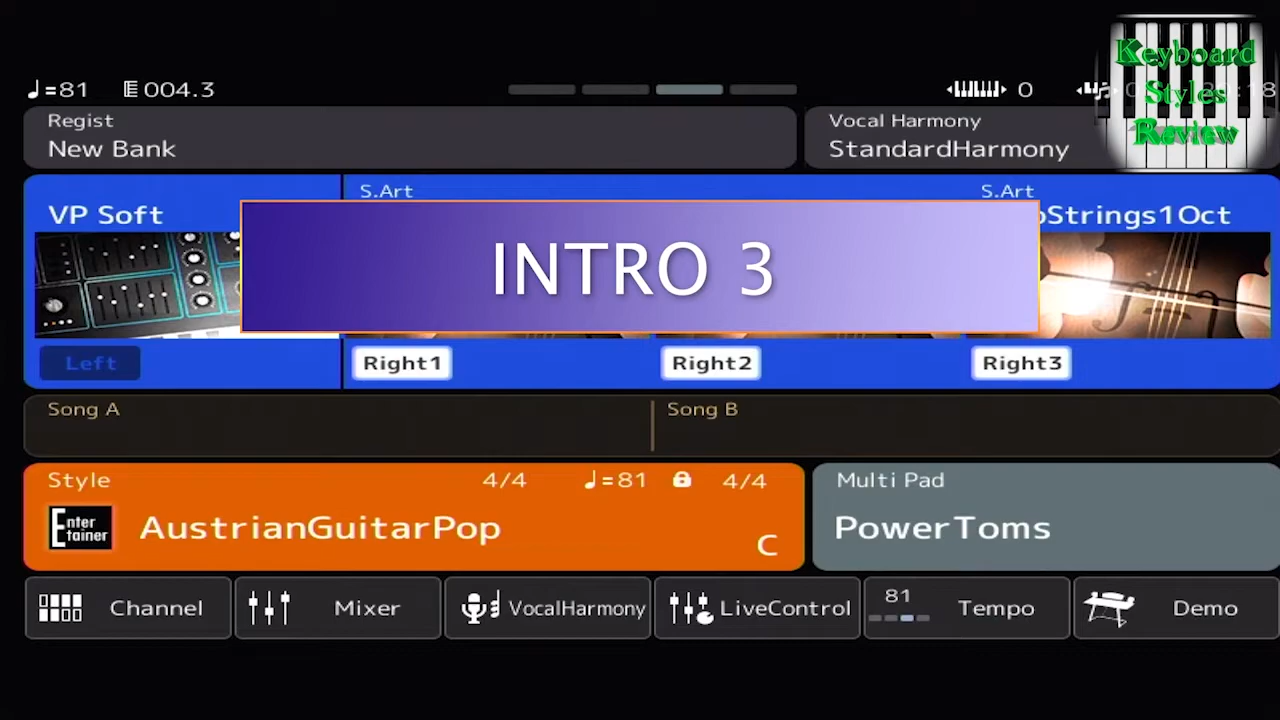 ♩=81
004.3
0
Keyboard
Styles
Review
Regist
New Bank
Vocal Harmony
StandardHarmony
VP Soft
S.Art
S.Art
Strings1Oct
INTRO 3
Left
Right1
Right2
Right3
Song A
Song B
Style
4/4
♩=81
4/4
Enter
tainer
AustrianGuitarPop
C
Multi Pad
PowerToms
Channel
Mixer
VocalHarmony
LiveControl
81
Tempo
Demo